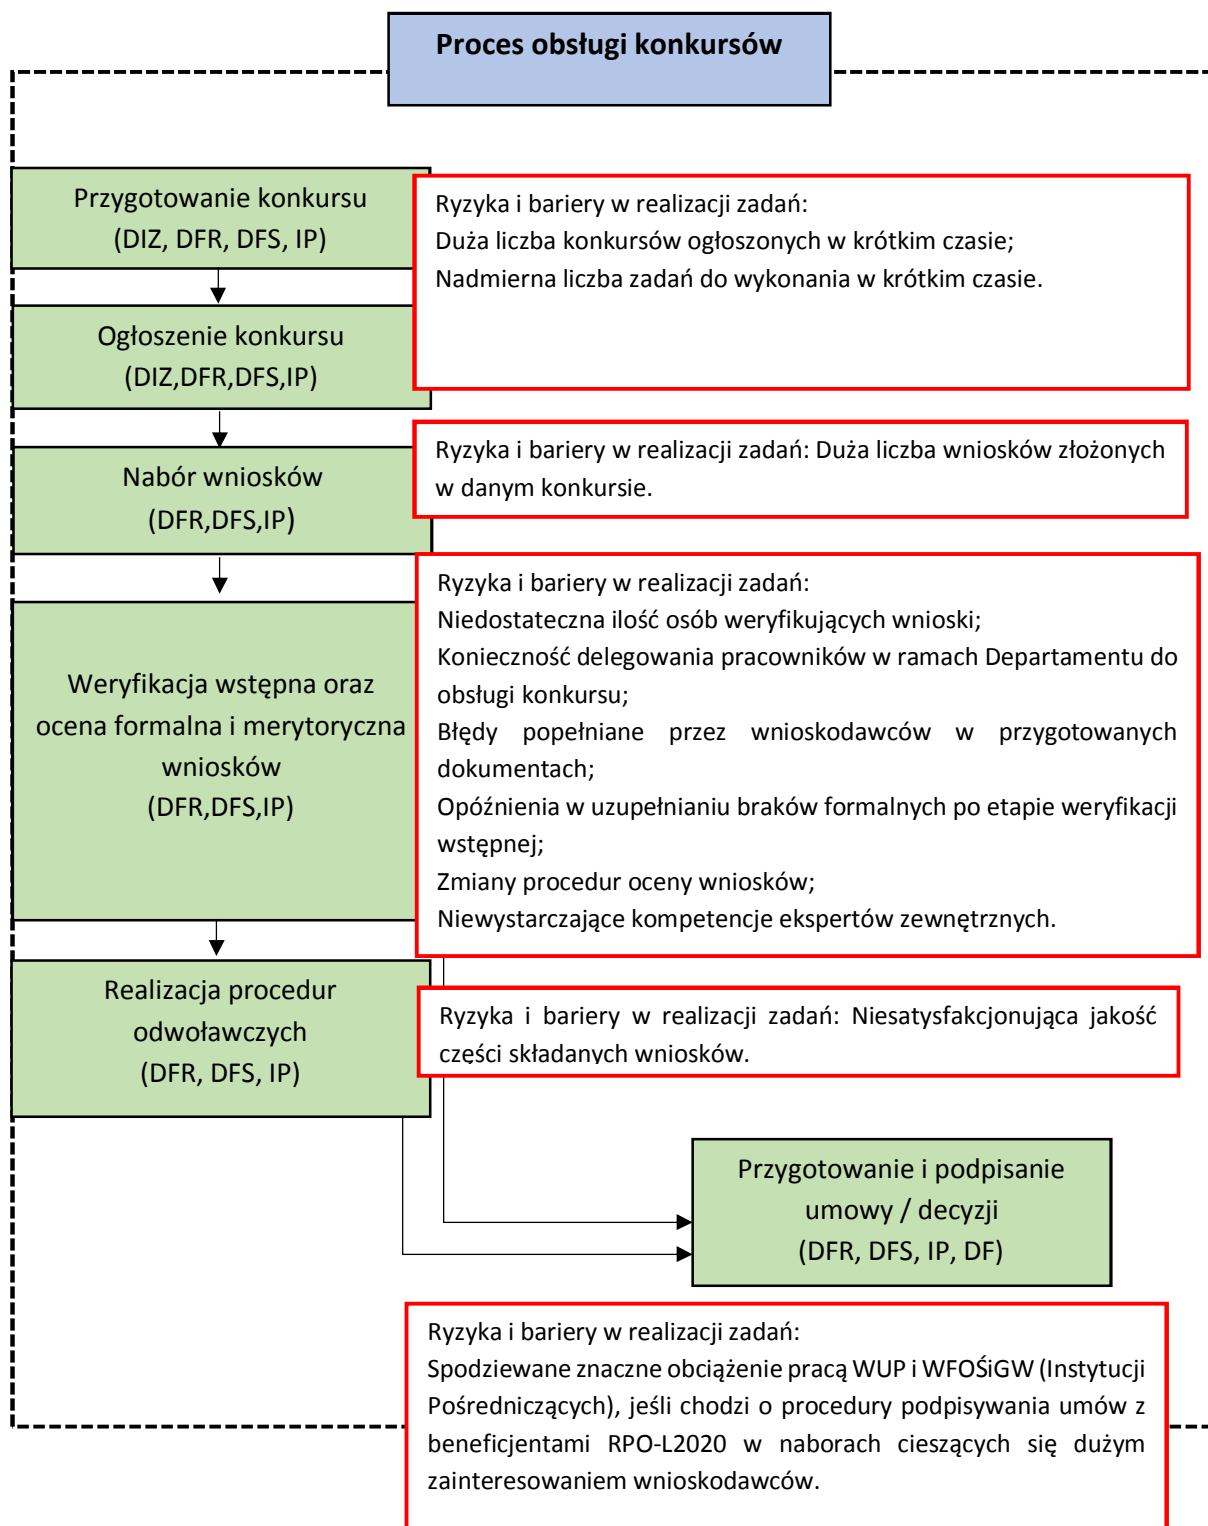 Proces obsługi konkursów
Przygotowanie konkursu
(DIZ, DFR, DFS, IP)
Ryzyka i bariery w realizacji zadań:
Duża liczba konkursów ogłoszonych w krótkim czasie;
Nadmierna liczba zadań do wykonania w krótkim czasie.
Ogłoszenie konkursu
(DIZ,DFR,DFS,IP)
Nabór wniosków
(DFR,DFS,IP)
Ryzyka i bariery w realizacji zadań: Duża liczba wniosków złożonych
w danym konkursie.
Weryfikacja wstępna oraz
ocena formalna i merytoryczna
wniosków
(DFR,DFS,IP)
Ryzyka i bariery w realizacji zadań:
Niedostateczna ilość osób weryfikujących wnioski;
Konieczność delegowania pracowników w ramach Departamentu do
obsługi konkursu;
Błędy popełniane przez wnioskodawców w przygotowanych
dokumentach;
Opóźnienia w uzupełnianiu braków formalnych po etapie weryfikacji
wstępnej;
Zmiany procedur oceny wniosków;
Niewystarczające kompetencje ekspertów zewnętrznych.
Realizacja procedur
odwoławczych
(DFR, DFS, IP)
Ryzyka i bariery w realizacji zadań: Niesatysfakcjonująca jakość
części składanych wniosków.
Przygotowanie i podpisanie
umowy / decyzji
(DFR, DFS, IP, DF)
Ryzyka i bariery w realizacji zadań:
Spodziewane znaczne obciążenie pracą WUP i WFOŚiGW (Instytucji
Pośredniczących), jeśli chodzi o procedury podpisywania umów z
beneficjentami RPO-L2020 w naborach cieszących się dużym
zainteresowaniem wnioskodawców.